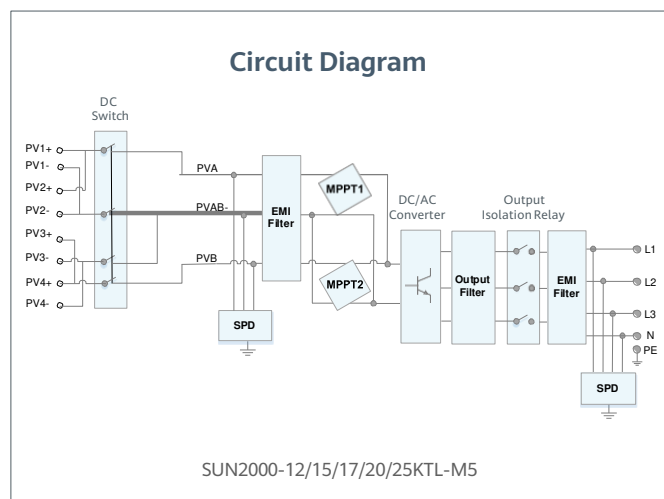 Circuit Diagram
DC
Switch
PV1+
PV1-
PV2+
PV2-
PV3+
PV3-
PV4+
PV4-
PVA
PVAB-
PVB
EMI
Filter
MPPT1
MPPT2
SPD
DC/AC
Converter
Output
Filter
Output
Isolation Relay
EMI
Filter
L1
L2
L3
N
PE
SPD
SUN2000-12/15/17/20/25KTL-M5